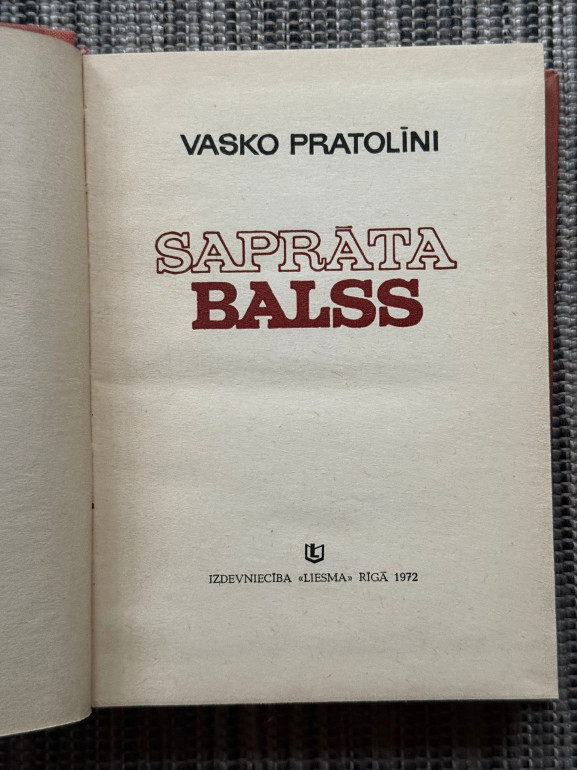 VASKO PRATOLĪNI
SAPRĀTA
BALSS
IZDEVNIECĪBA «LIESMA» RĪGĀ 1972